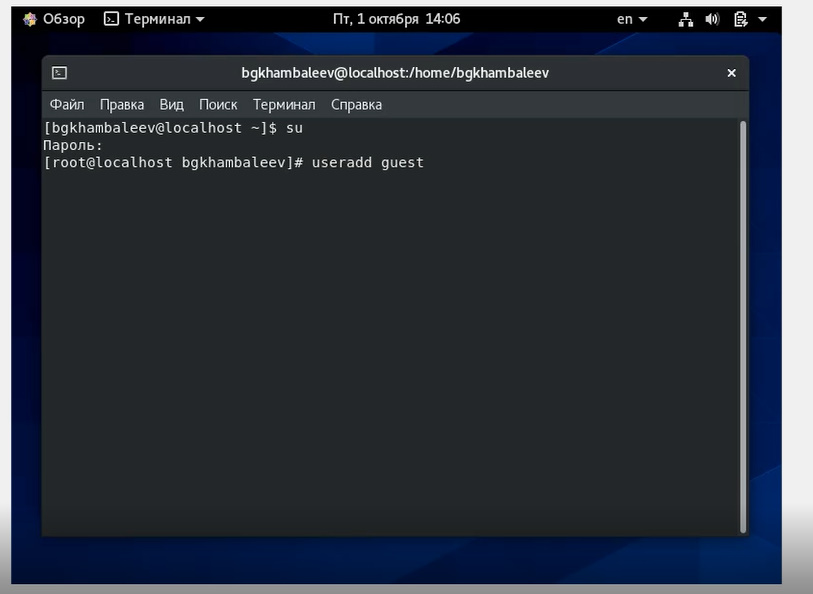 Обзор Терминал Пт, 1 октября 14:06 en
bgkhambaleev@localhost:/home/bgkhambaleev
Файл Правка Вид Поиск Терминал Справка
[bgkhambaleev@localhost ~]$ su
Пароль:
[root@localhost bgkhambaleev]# useradd guest